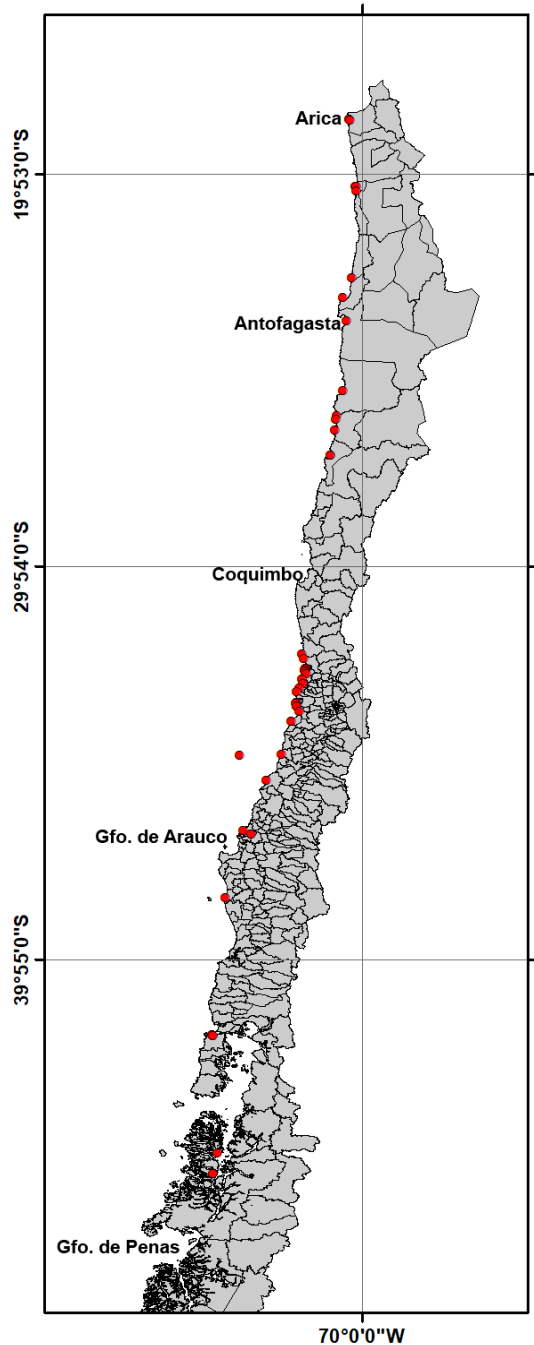 Arica
19°53'0"S
Antofagasta
29°54'0"S
Coquimbo
Gfo. de Arauco
39°55'0"S
Gfo. de Penas
70°0'0"W